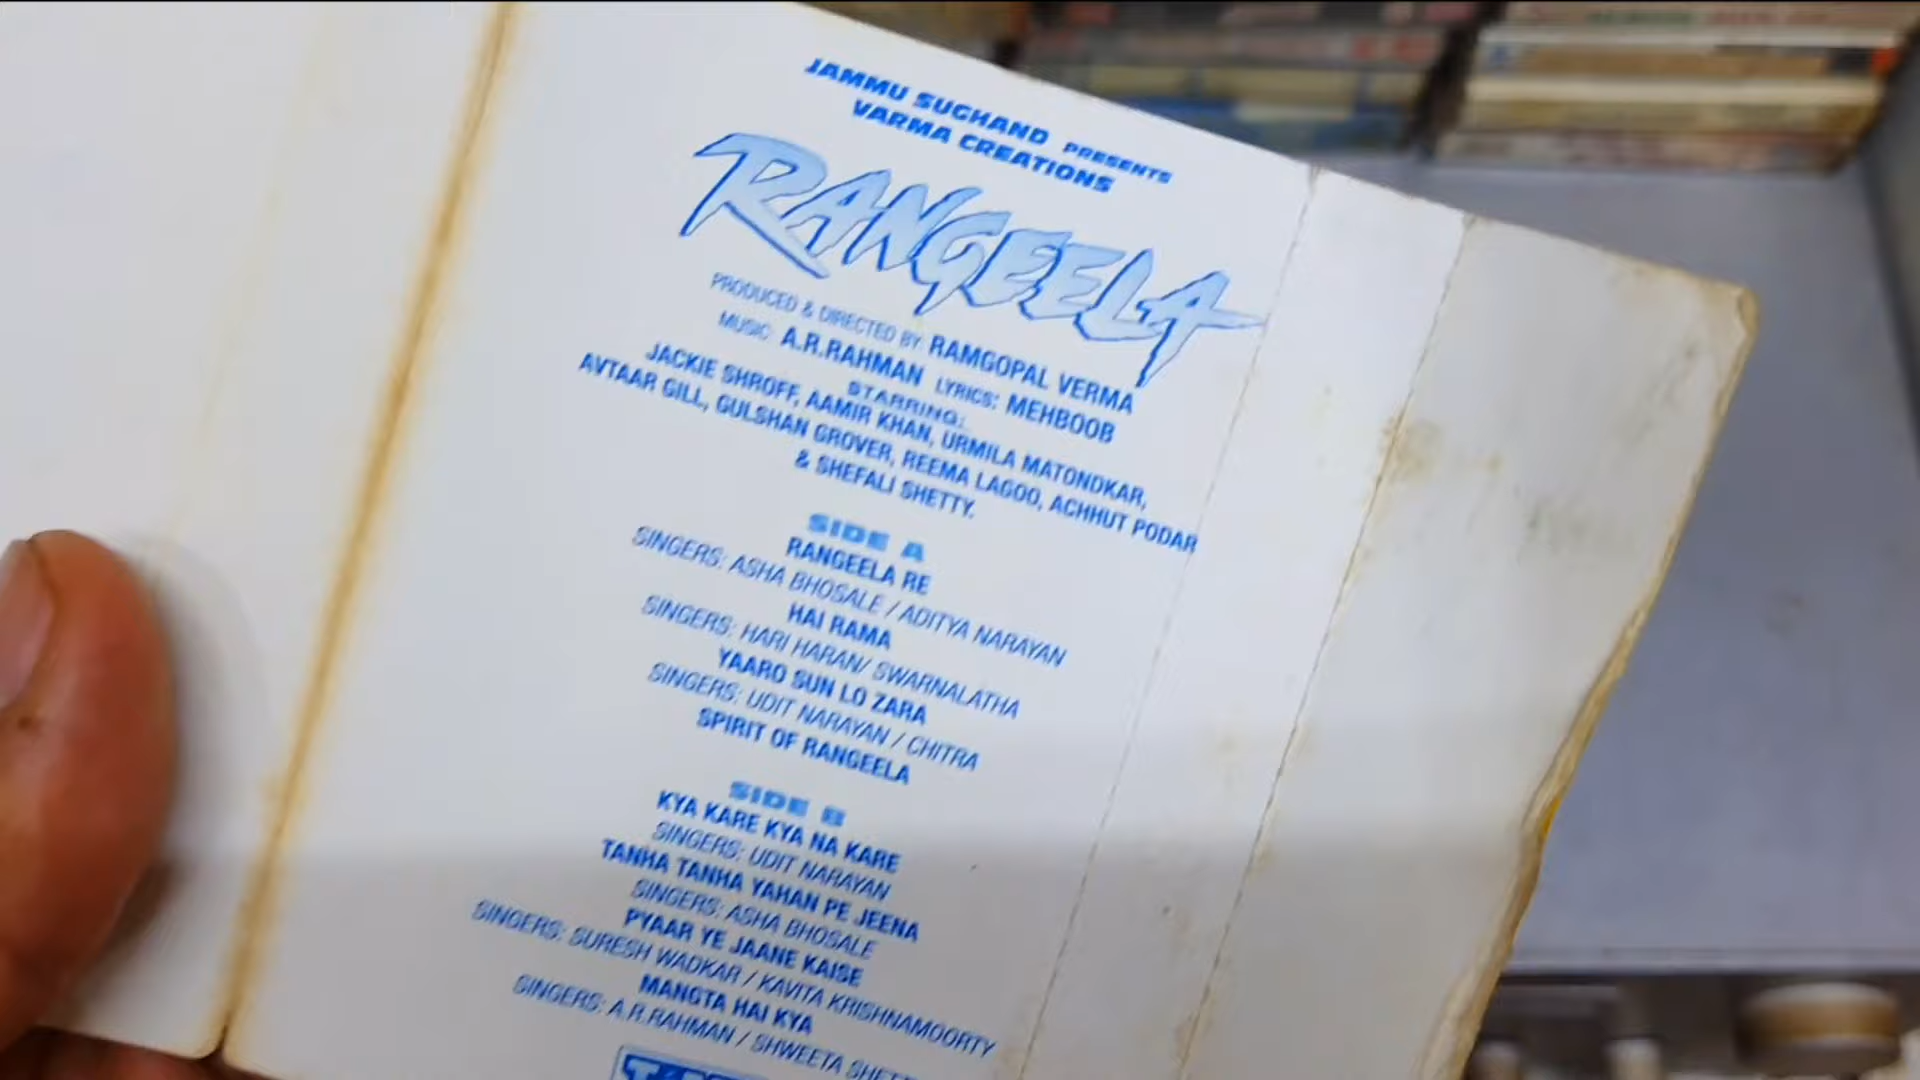 JAMMU SUGHAND PRESENTS
VARMA CREATIONS
RANGEELA
PRODUCED & DIRECTED BY: RAMGOPAL VERMA
MUSIC: A.R.RAHMAN LYRICS: MEHBOOB
STARRING:
JACKIE SHROFF, AAMIR KHAN, URMILA MATONDKAR,
AVTAAR GILL, GULSHAN GROVER, REEMA LAGOO, ACHHUT PODAR
& SHEFALI SHETTY.
SIDE A
RANGEELA RE
SINGERS: ASHA BHOSALE / ADITYA NARAYAN
HAI RAMA
SINGERS: HARI HARAN/ SWARNALATHA
YAARO SUN LO ZARA
SINGERS: UDIT NARAYAN / CHITRA
SPIRIT OF RANGEELA
SIDE B
KYA KARE KYA NA KARE
SINGERS: UDIT NARAYAN
TANHA TANHA YAHAN PE JEENA
SINGERS: ASHA BHOSALE
PYAAR YE JAANE KAISE
SINGERS: SURESH WADKAR / KAVITA KRISHNAMOORTY
MANGTA HAI KYA
SINGERS: A.R.RAHMAN / SHWEETA